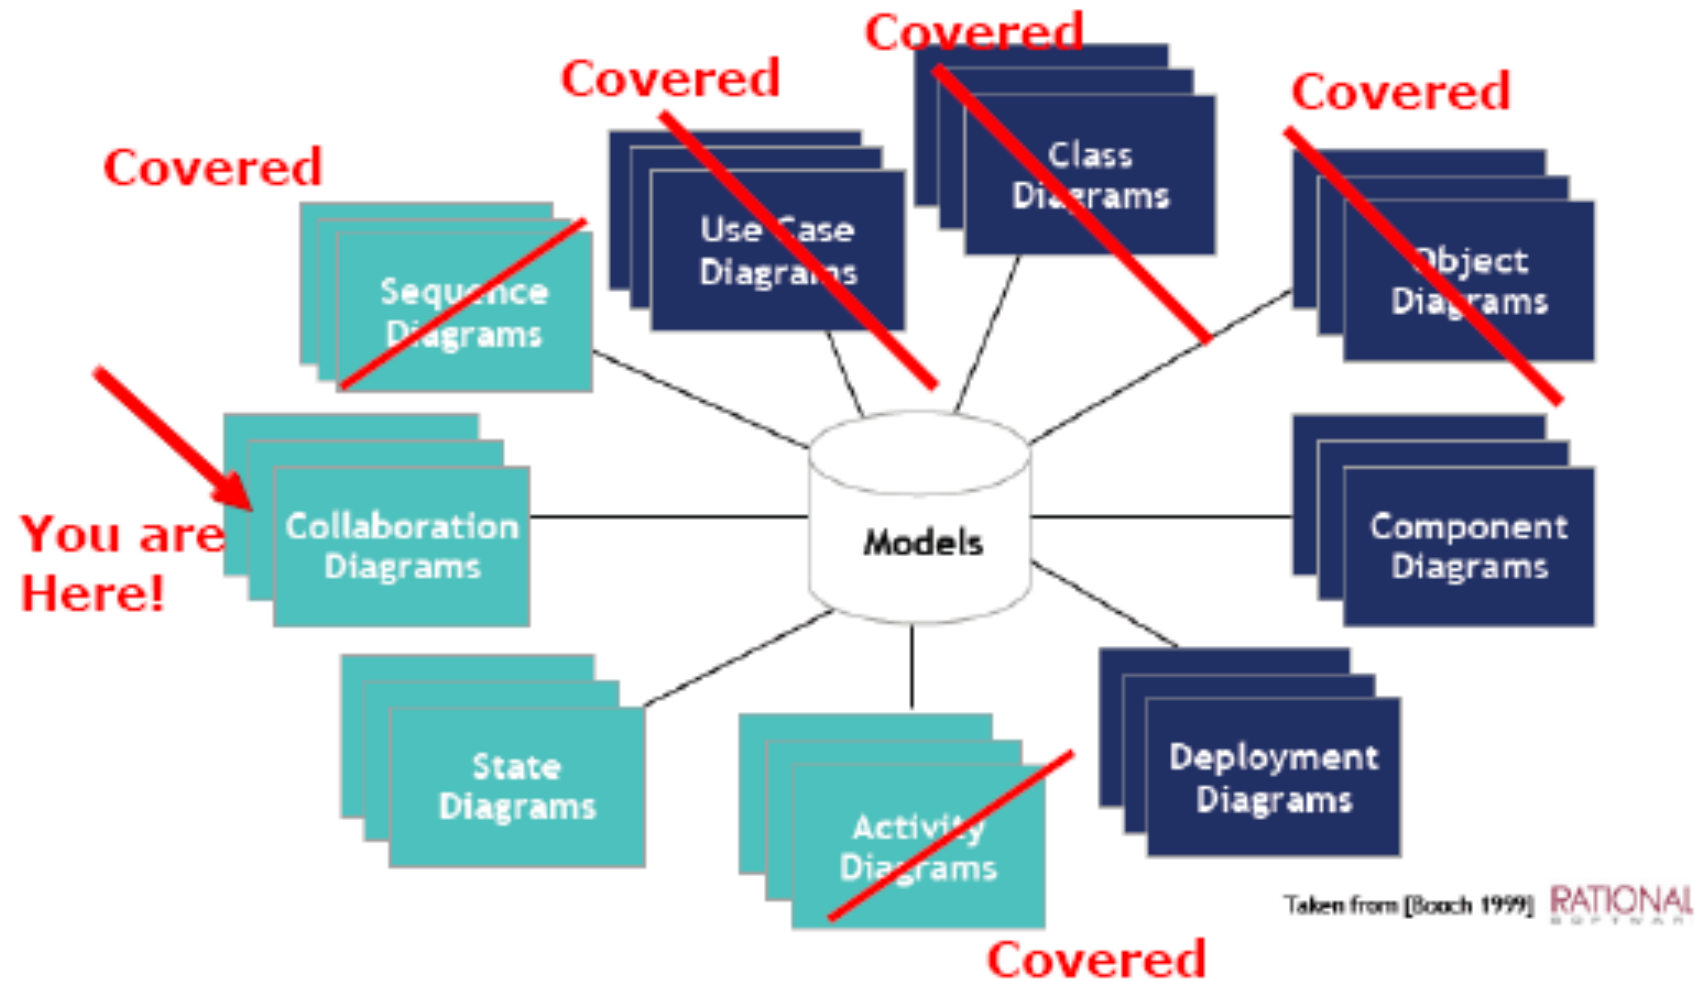 Covered
Covered
Covered
Covered
Class
Diagrams
Use Case
Diagrams
Object
Diagrams
Sequence
Diagrams
You are
Here!
Collaboration
Diagrams
Models
Component
Diagrams
State
Diagrams
Deployment
Diagrams
Activity
Diagrams
Taken from [Booch 1999]
RATIONAL
Covered